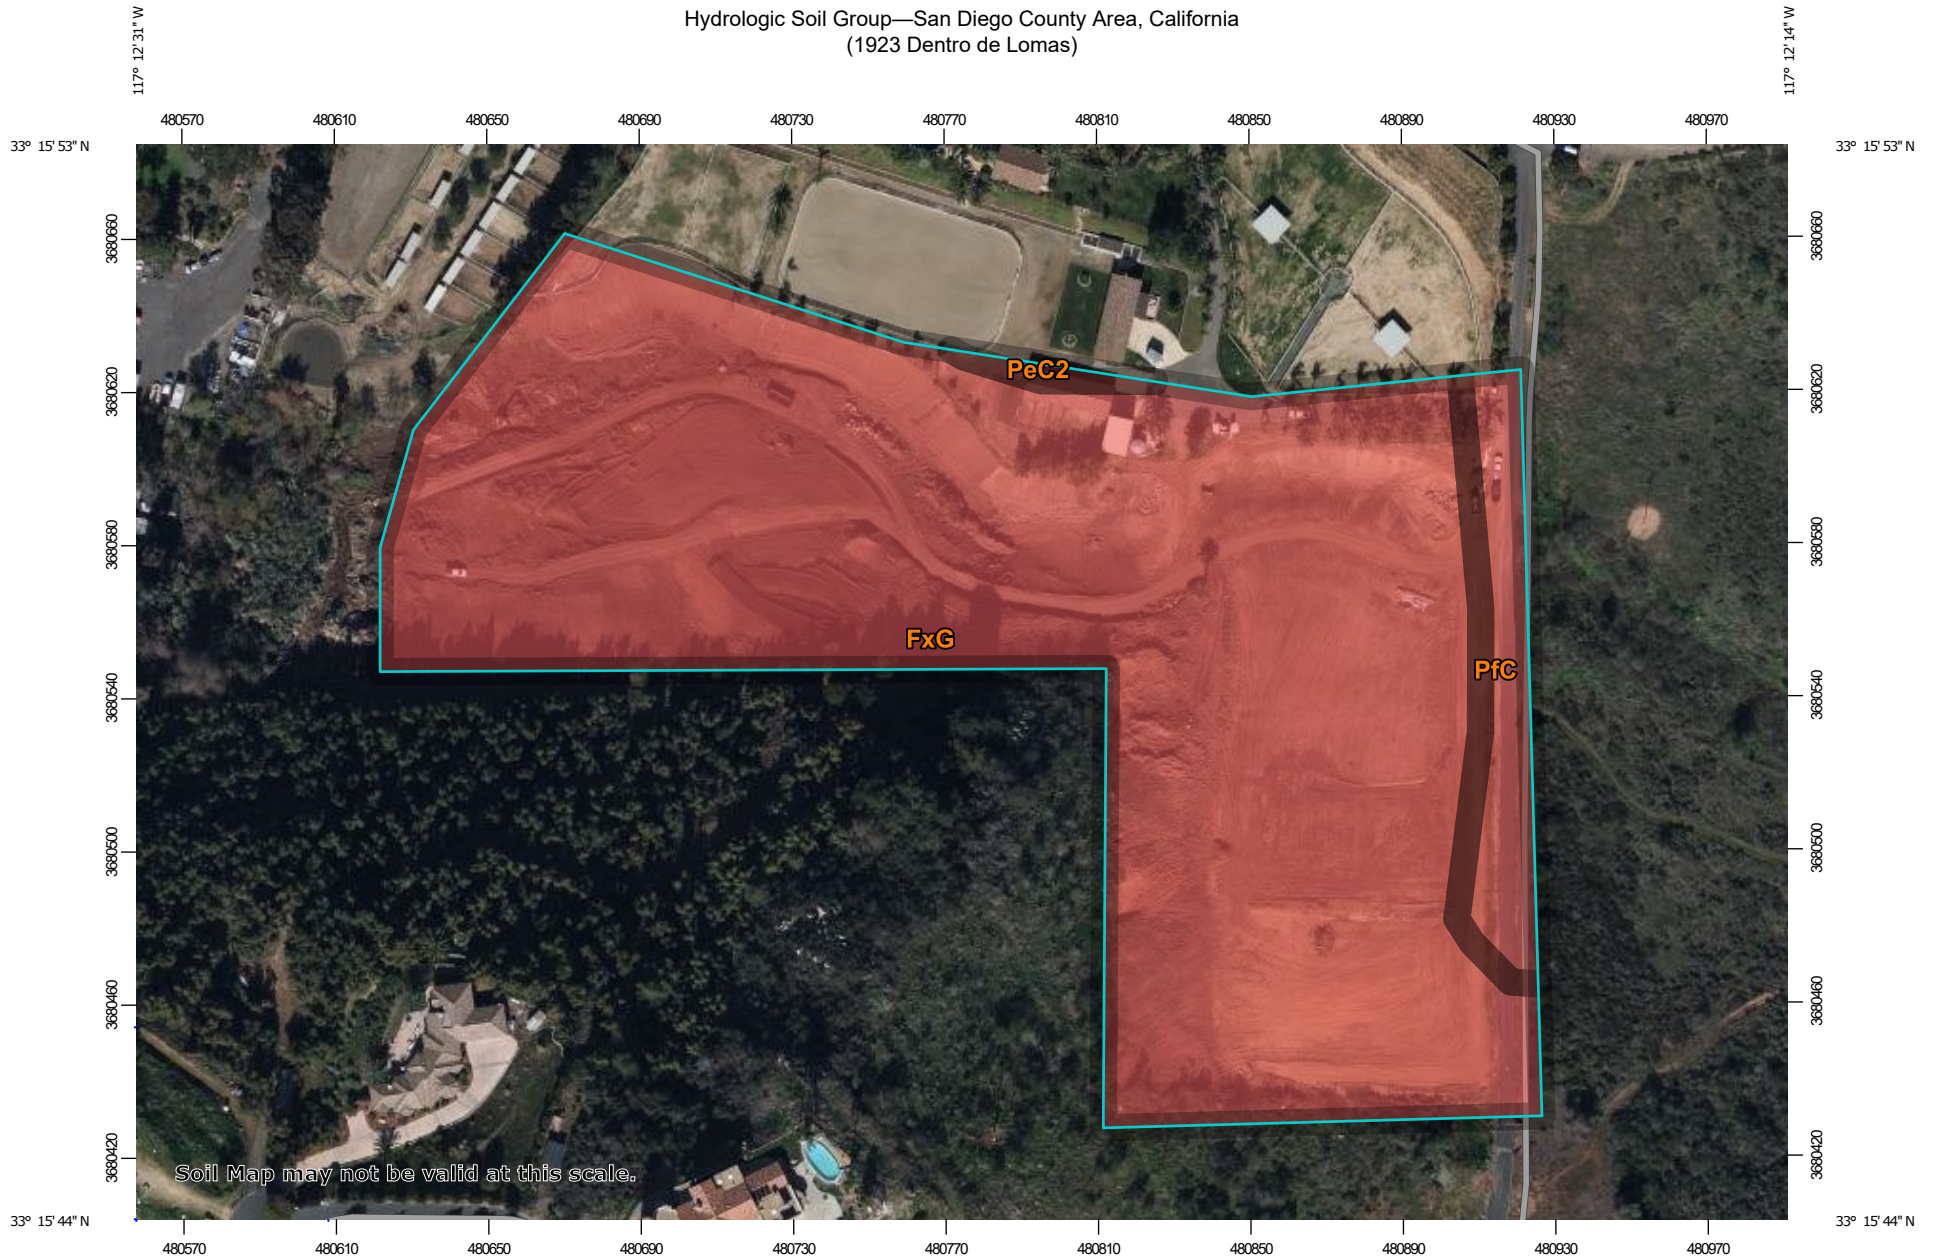 Hydrologic Soil Group—San Diego County Area, California
(1923 Dentro de Lomas)
117° 12' 31" W
117° 12' 14" W
480570 480610 480650 480690 480730 480770 480810 480850 480890 480930 480970
33° 15' 53" N
33° 15' 53" N
3680660
3680660
PeC2
3680620
3680620
3680580
3680580
FxG
PfC
3680540
3680540
3680500
3680500
3680460
3680460
3680420
3680420
Soil Map may not be valid at this scale.
33° 15' 44" N
33° 15' 44" N
480570 480610 480650 480690 480730 480770 480810 480850 480890 480930 480970